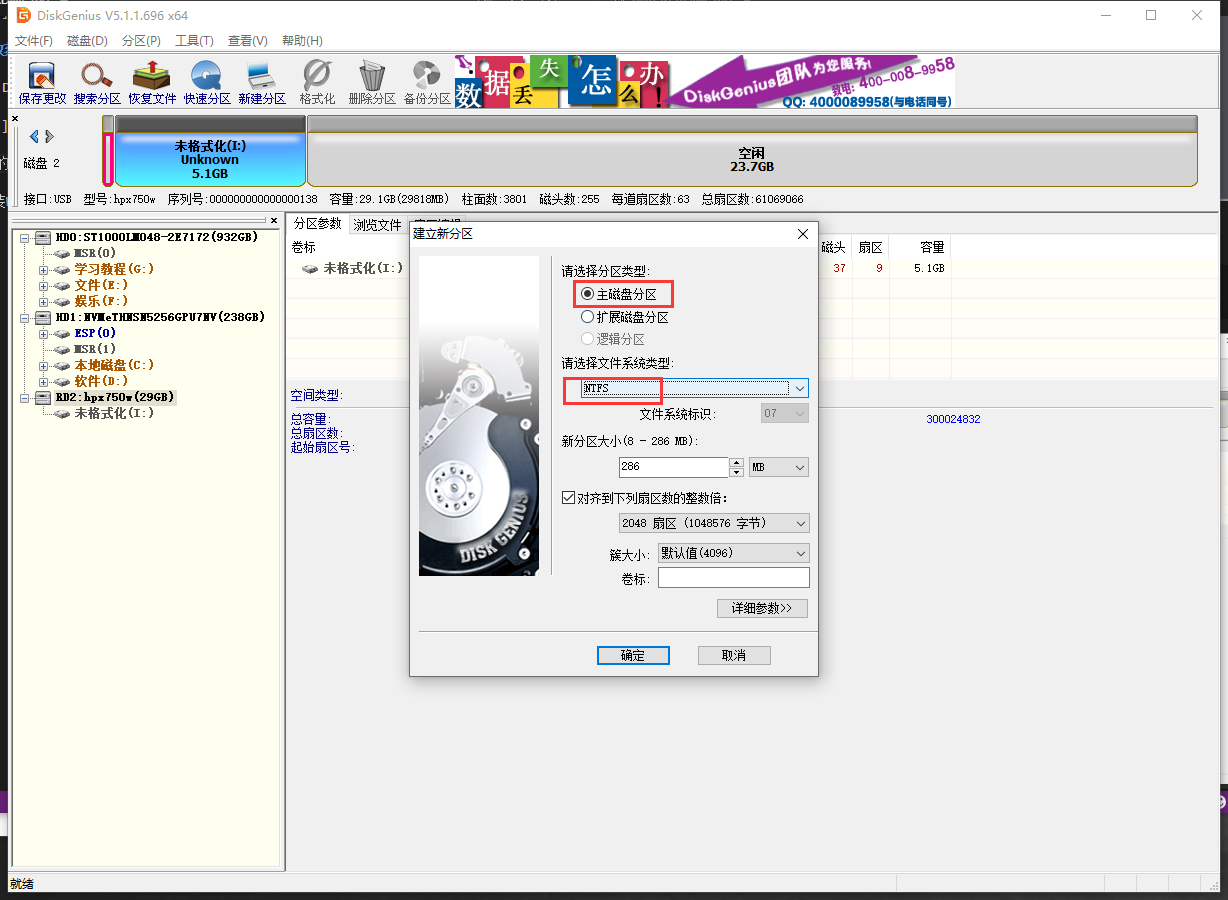 DiskGenius V5.1.1.696 x64
文件(F) 磁盘(D) 分区(P) 工具(T) 查看(V) 帮助(H)
保存更改 搜索分区 恢复文件 快速分区 新建分区 格式化 删除分区 备份分区
数据丢失怎么办!
DiskGenius团队为您服务!
致电: 400-008-9958
QQ: 4000089958(与电话同号)
磁盘 2
未格式化(I:)
Unknown
5.1GB
空闲
23.7GB
接口:USB 型号:hpx750w 序列号:000000000000000138 容量:29.1GB(29818MB) 柱面数:3801 磁头数:255 每道扇区数:63 总扇区数:61069066
HD0:ST1000LM048-2E7172(932GB)
MSR(0)
学习教程(G:)
文件(E:)
娱乐(F:)
HD1:NVMeTHNSN5256GPU7NV(238GB)
ESP(0)
MSR(1)
本地磁盘(C:)
软件(D:)
RD2:hpx750w(29GB)
未格式化(I:)
分区参数 浏览文件
卷标 磁头 扇区 容量
未格式化(I:) 37 9 5.1GB
空间类型:
总容量:
总扇区数:
起始扇区号:
300024832
建立新分区
请选择分区类型:
主磁盘分区
扩展磁盘分区
逻辑分区
请选择文件系统类型:
NTFS
文件系统标识: 07
新分区大小(8 - 286 MB):
286 MB
对齐到下列扇区数的整数倍:
2048 扇区 (1048576 字节)
簇大小: 默认值(4096)
卷标:
详细参数>>
DISK GENIUS
确定 取消
就绪